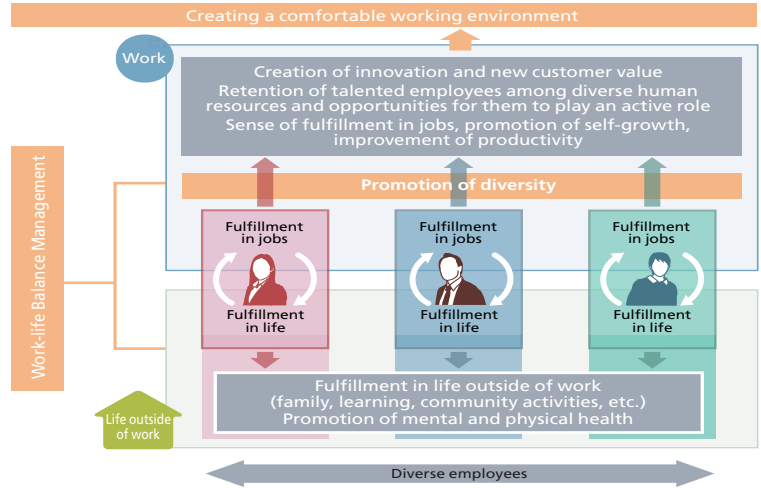 Creating a comfortable working environment
Work
Creation of innovation and new customer value
Retention of talented employees among diverse human
resources and opportunities for them to play an active role
Sense of fulfillment in jobs, promotion of self-growth,
improvement of productivity
Work-life Balance Management
Promotion of diversity
Fulfillment
in jobs
Fulfillment
in life
Fulfillment
in jobs
Fulfillment
in life
Fulfillment
in jobs
Fulfillment
in life
Fulfillment in life outside of work
(family, learning, community activities, etc.)
Promotion of mental and physical health
Life outside
of work
Diverse employees